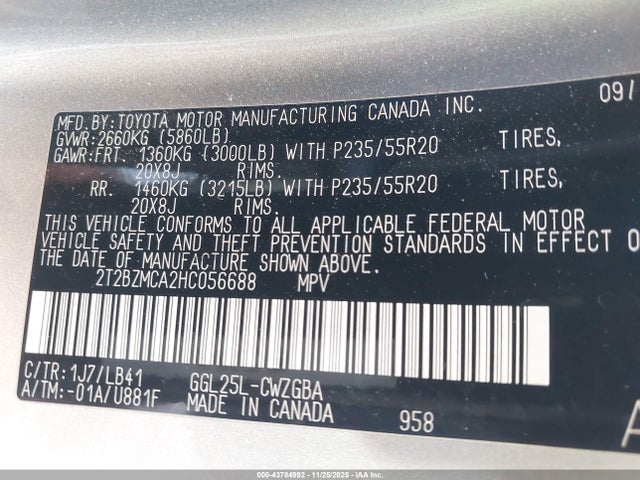 MFD.BY:TOYOTA MOTOR MANUFACTURING CANADA INC. 09/
GVWR:2660KG (5860LB)
GAWR:FRT. 1360KG (3000LB) WITH P235/55R20 TIRES,
20X8J RIMS.
RR. 1460KG (3215LB) WITH P235/55R20 TIRES,
20X8J RIMS.
THIS VEHICLE CONFORMS TO ALL APPLICABLE FEDERAL MOTOR
VEHICLE SAFETY AND THEFT PREVENTION STANDARDS IN EFFECT O
THE DATE OF MANUFACTURE SHOWN ABOVE.
2T2BZMCA2HC056688 MPV
C/TR:1J7/LB41 GGL25L-CWZGBA
A/TM:-01A/U881F MADE IN CANADA 958 A
000-43784992 - 11/25/2025 - IAAI.COM